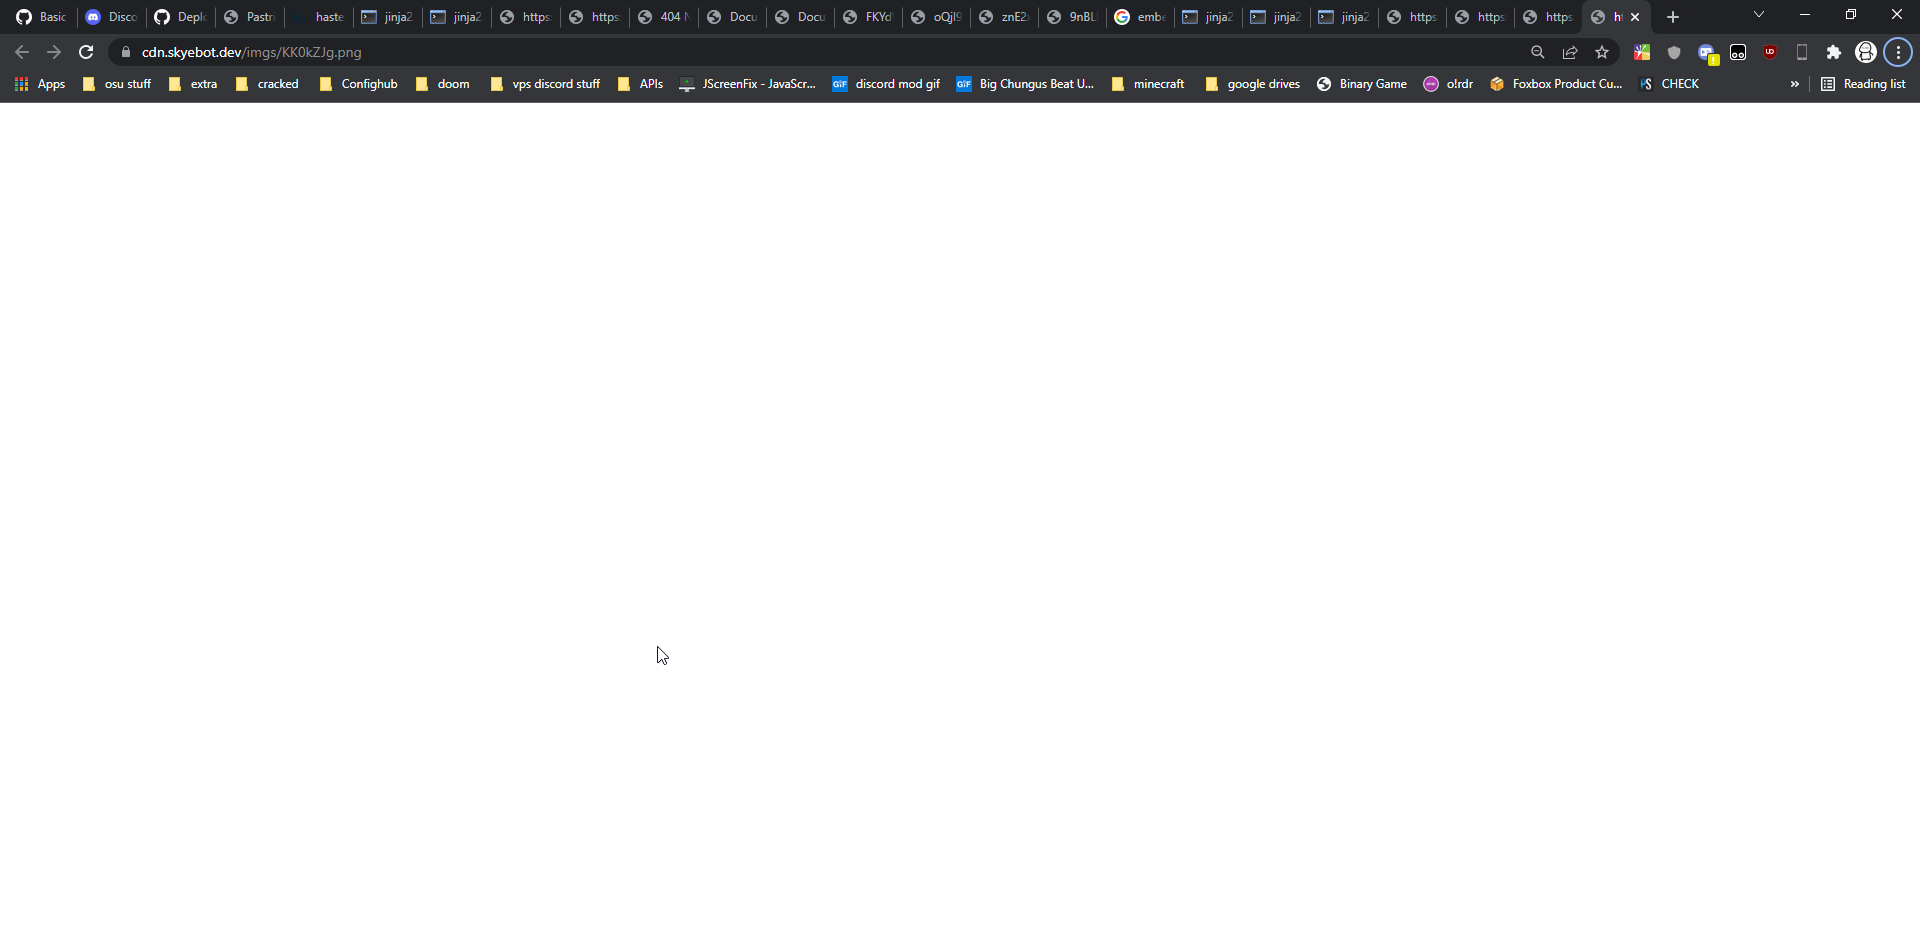 Basic Disco Deplo Pastri haste jinja2 jinja2 https: https: 404 N Docu Docu FKYd oQjl9 znE2 9nBL embe jinja2 jinja2 jinja2 https https https: ht
cdn.skyebot.dev/imgs/KK0kZJg.png
Apps osu stuff extra cracked Confighub doom vps discord stuff APIs JScreenFix - JavaScr... GIF discord mod gif GIF Big Chungus Beat U... minecraft google drives Binary Game o!rdr Foxbox Product Cu... CHECK » Reading list